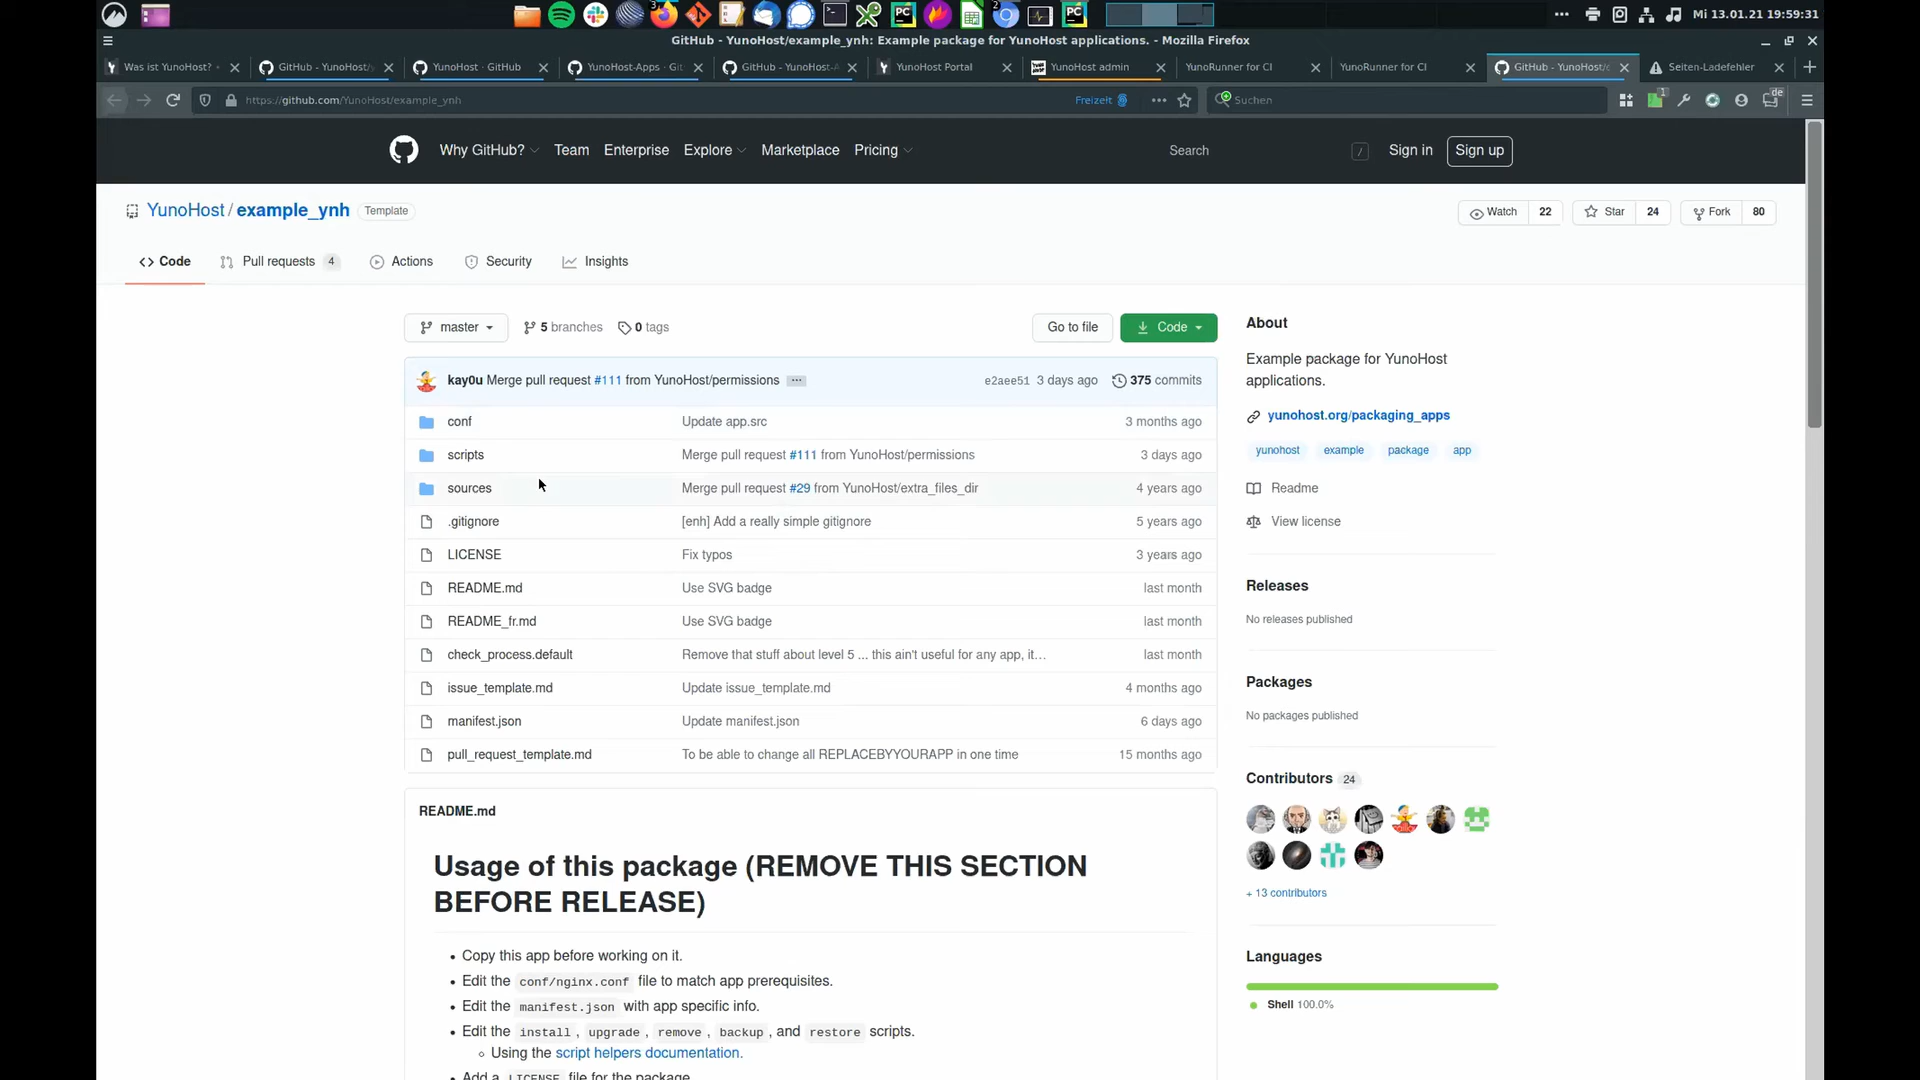 3
2
Mi 13.01.21 19:59:31
GitHub - YunoHost/example_ynh: Example package for YunoHost applications. - Mozilla Firefox
Was ist YunoHost? •
GitHub - YunoHost/
YunoHost · GitHub
YunoHost-Apps · Git
GitHub - YunoHost-A
YunoHost Portal
YunoHost admin
YunoRunner for CI
YunoRunner for CI
GitHub - YunoHost/e
Seiten-Ladefehler
https://github.com/YunoHost/example_ynh
Freizeit
Suchen
1
de
Why GitHub?
Team
Enterprise
Explore
Marketplace
Pricing
Search
/
Sign in
Sign up
YunoHost / example_ynh
Template
Watch 22
Star 24
Fork 80
Code
Pull requests 4
Actions
Security
Insights
master
5 branches
0 tags
Go to file
Code
kay0u Merge pull request #111 from YunoHost/permissions ... e2aee51 3 days ago 375 commits
conf Update app.src 3 months ago
scripts Merge pull request #111 from YunoHost/permissions 3 days ago
sources Merge pull request #29 from YunoHost/extra_files_dir 4 years ago
.gitignore [enh] Add a really simple gitignore 5 years ago
LICENSE Fix typos 3 years ago
README.md Use SVG badge last month
README_fr.md Use SVG badge last month
check_process.default Remove that stuff about level 5 ... this ain't useful for any app, it… last month
issue_template.md Update issue_template.md 4 months ago
manifest.json Update manifest.json 6 days ago
pull_request_template.md To be able to change all REPLACEBYYOURAPP in one time 15 months ago
README.md
Usage of this package (REMOVE THIS SECTION
BEFORE RELEASE)
• Copy this app before working on it.
• Edit the conf/nginx.conf file to match app prerequisites.
• Edit the manifest.json with app specific info.
• Edit the install, upgrade, remove, backup, and restore scripts.
◦ Using the script helpers documentation.
• Add a LICENSE file for the package.
About
Example package for YunoHost
applications.
yunohost.org/packaging_apps
yunohost example package app
Readme
View license
Releases
No releases published
Packages
No packages published
Contributors 24
+ 13 contributors
Languages
Shell 100.0%